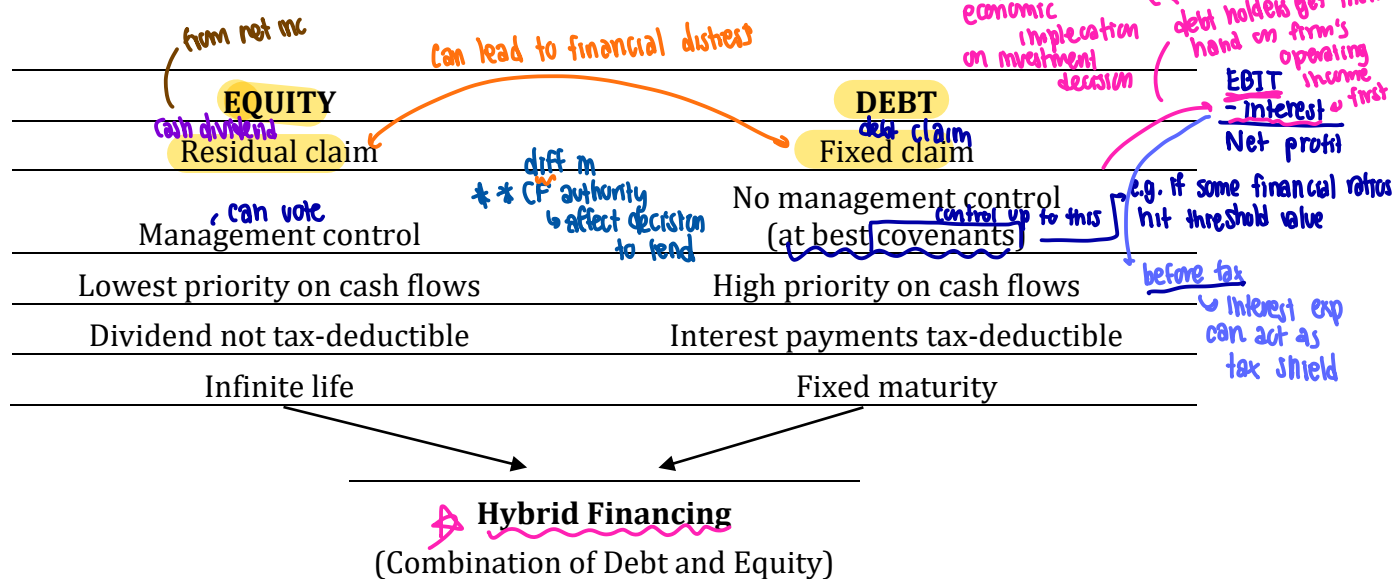 from net inc
can lead to financial distress
economic
implecation
on investment
decision
debt holders get their
hand on firm's
operating
income
first
EQUITY
DEBT
EBIT
- interest
Net profit
cash dividend
debt claim
Residual claim
Fixed claim
diff in
** CF authority
affect decision
to lend
can vote
Management control
No management control
control up to this
(at best covenants)
e.g. if some financial ratios
hit threshold value
Lowest priority on cash flows
High priority on cash flows
before tax
Interest exp
can act as
tax shield
Dividend not tax-deductible
Interest payments tax-deductible
Infinite life
Fixed maturity
Hybrid Financing
(Combination of Debt and Equity)